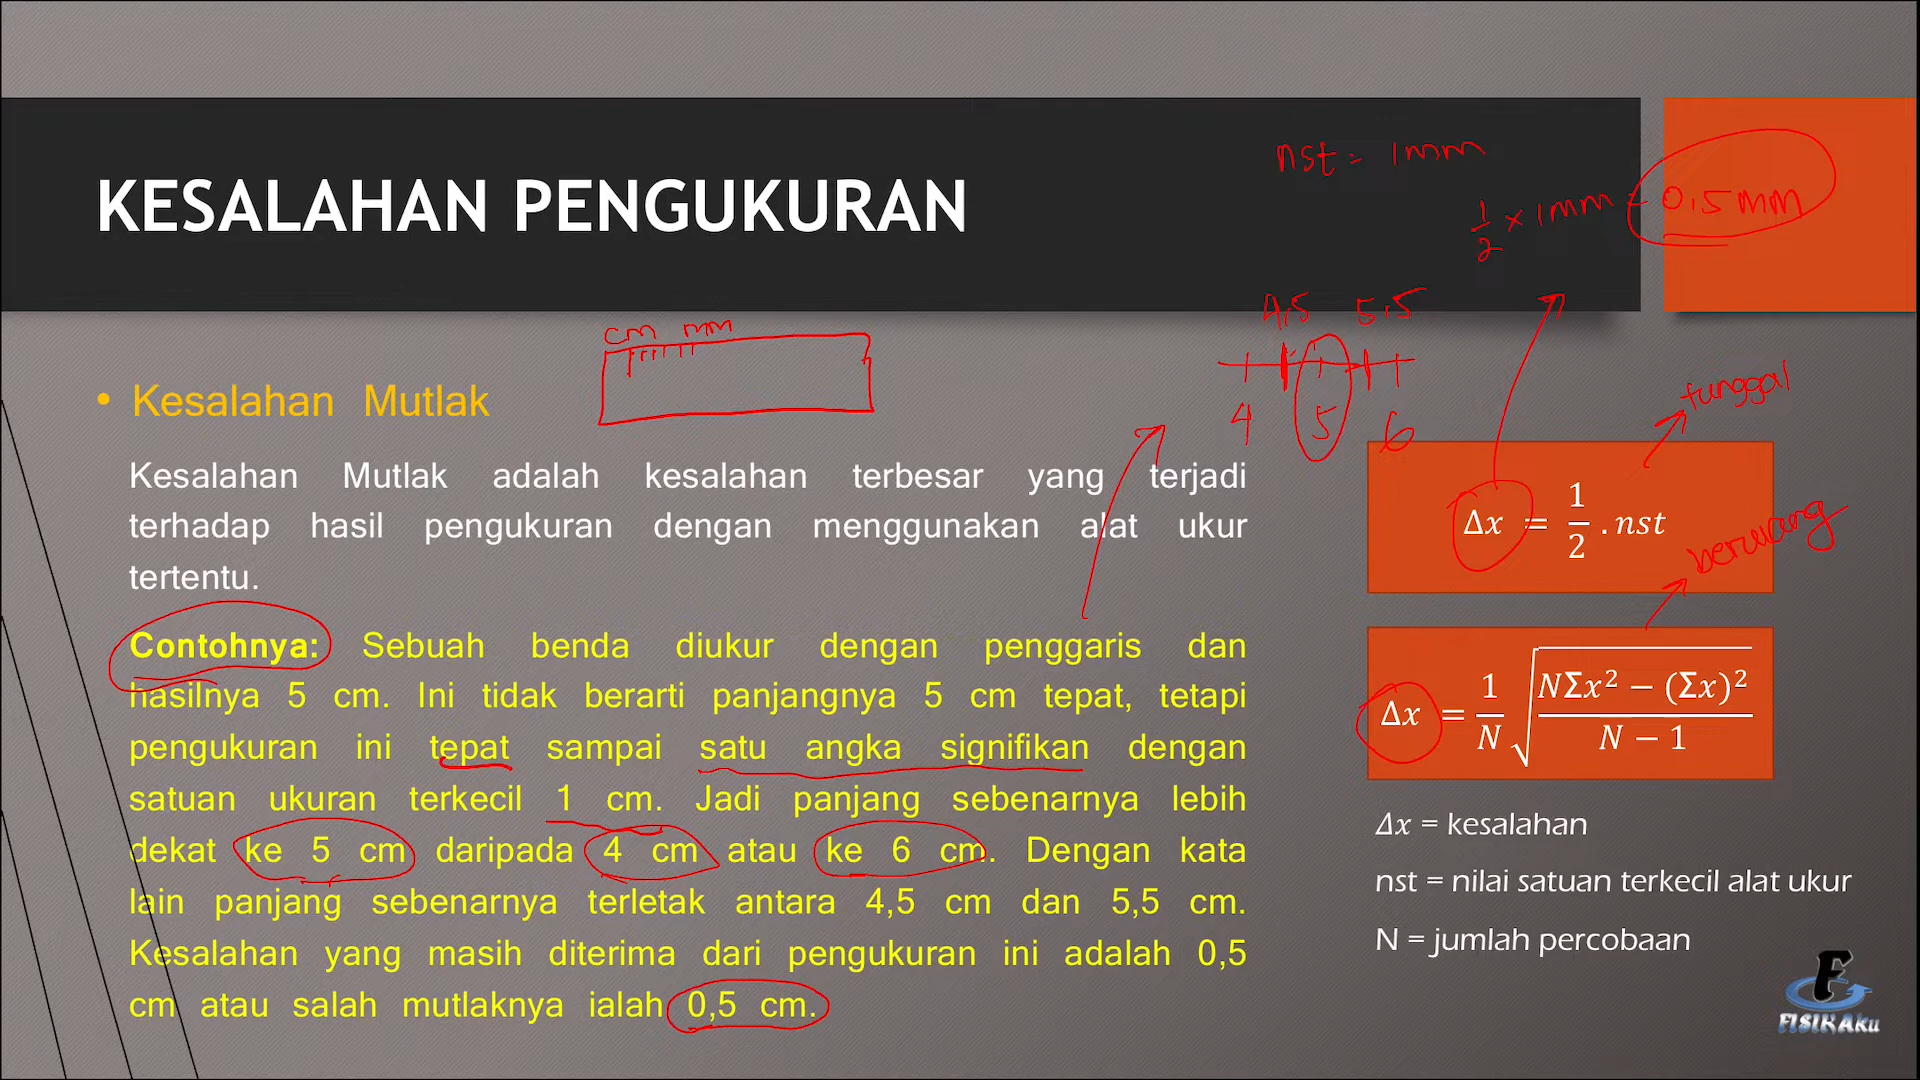 nst = 1mm
1/2 × 1mm = 0,5 mm
KESALAHAN PENGUKURAN
4,5 5,5
cm mm
4 5 6
• Kesalahan Mutlak
tunggal
Kesalahan Mutlak adalah kesalahan terbesar yang terjadi
terhadap hasil pengukuran dengan menggunakan alat ukur
tertentu.
Δx = 1/2 . nst
berulang
Contohnya: Sebuah benda diukur dengan penggaris dan
hasilnya 5 cm. Ini tidak berarti panjangnya 5 cm tepat, tetapi
pengukuran ini tepat sampai satu angka signifikan dengan
satuan ukuran terkecil 1 cm. Jadi panjang sebenarnya lebih
dekat ke 5 cm daripada 4 cm atau ke 6 cm. Dengan kata
lain panjang sebenarnya terletak antara 4,5 cm dan 5,5 cm.
Kesalahan yang masih diterima dari pengukuran ini adalah 0,5
cm atau salah mutlaknya ialah 0,5 cm.
Δx = 1/N √((NΣx² − (Σx)²)/(N − 1))
Δx = kesalahan
nst = nilai satuan terkecil alat ukur
N = jumlah percobaan
F
FISIKAku